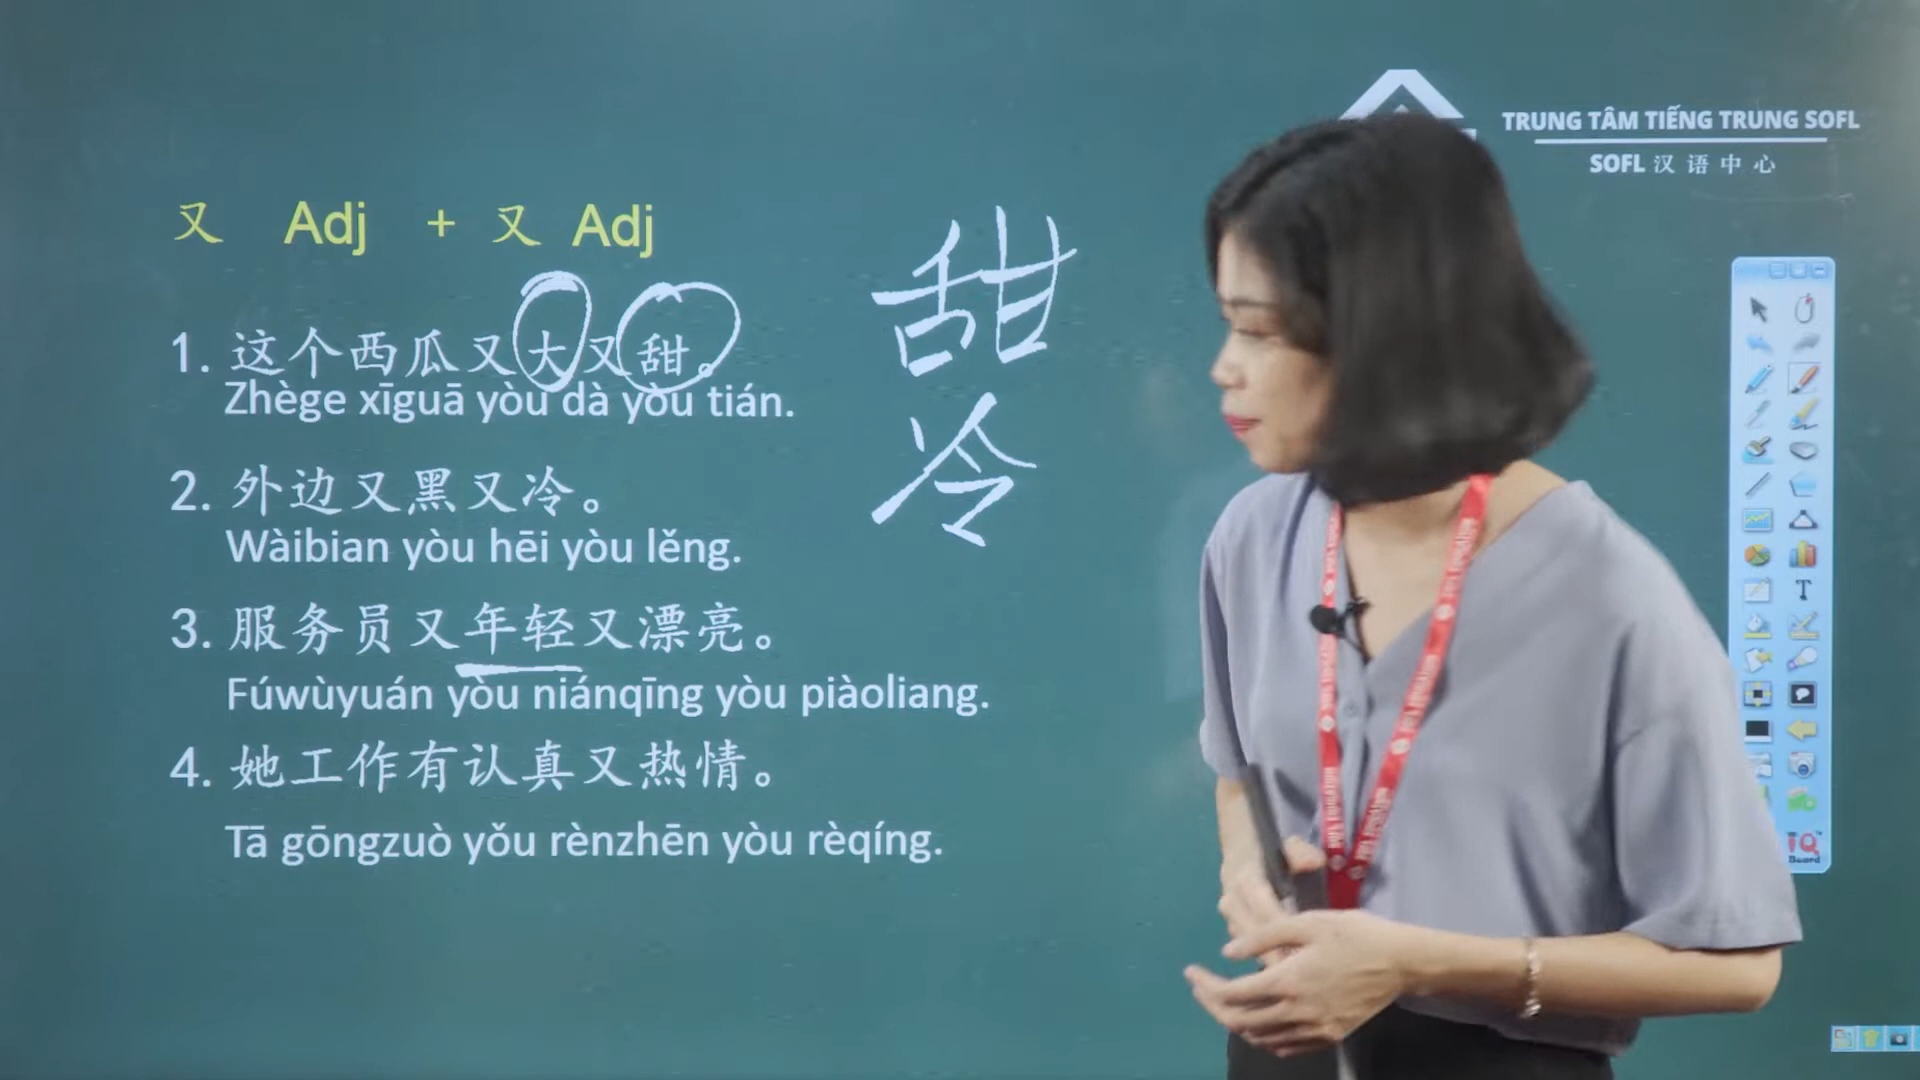 TRUNG TÂM TIẾNG TRUNG SOFL
SOFL 汉语中心
又 Adj + 又 Adj
1. 这个西瓜又大又甜。
Zhège xīguā yòu dà yòu tián.
2. 外边又黑又冷。
Wàibian yòu hēi yòu lěng.
3. 服务员又年轻又漂亮。
Fúwùyuán yòu niánqīng yòu piàoliang.
4. 她工作有认真又热情。
Tā gōngzuò yǒu rènzhēn yòu rèqíng.
甜
冷
T
IQ
Board